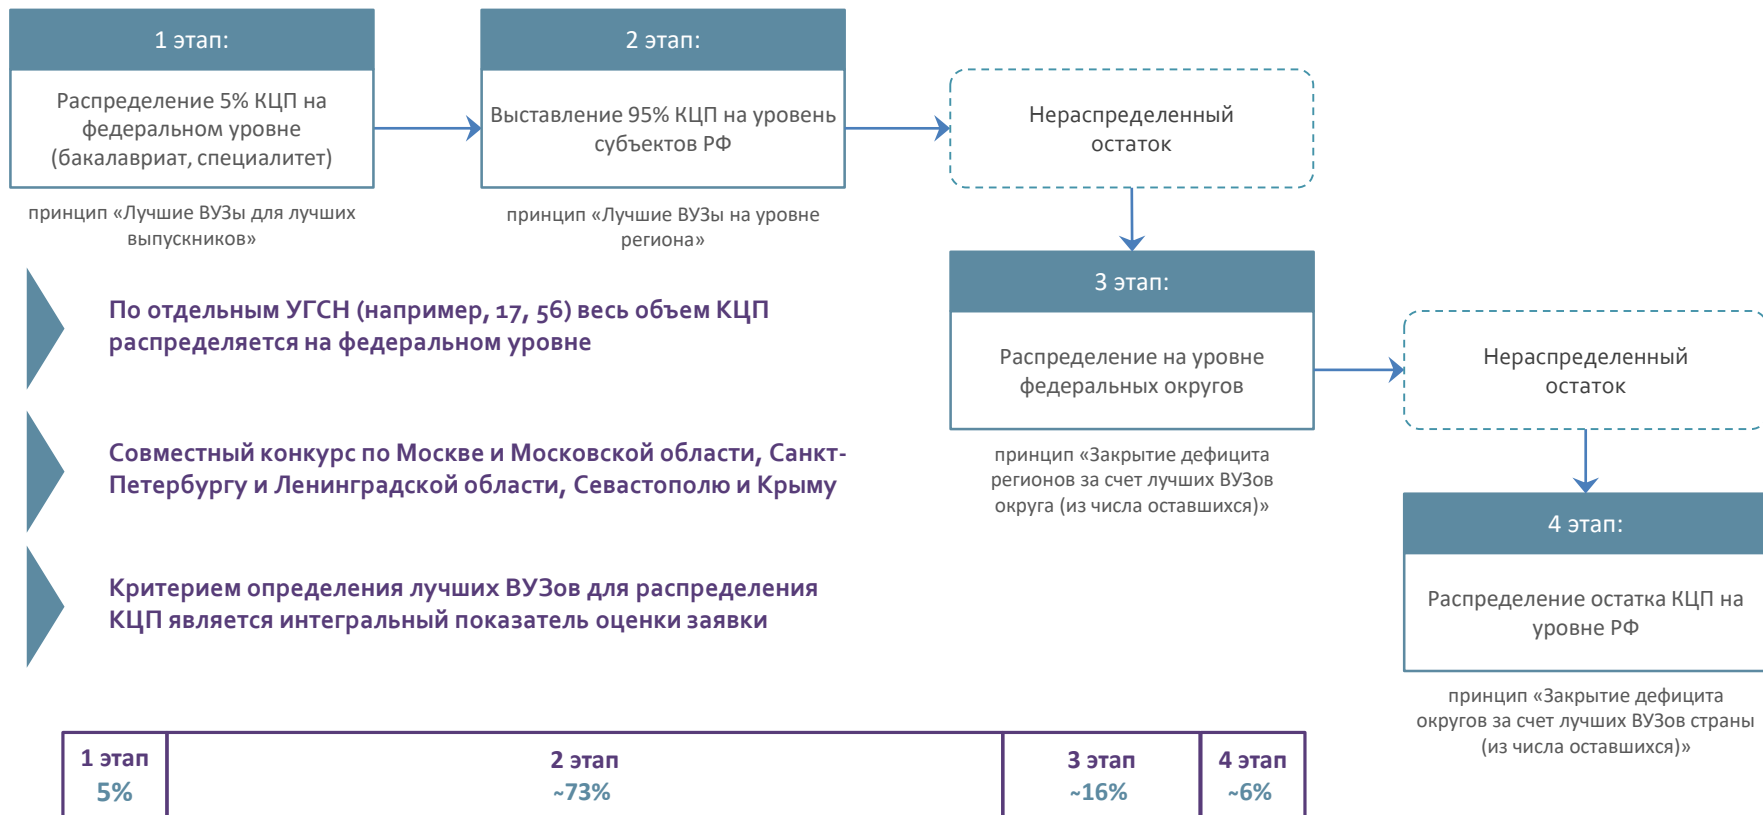 1 этап:
Распределение 5% КЦП на
федеральном уровне
(бакалавриат, специалитет)
принцип «Лучшие ВУЗы для лучших
выпускников»
2 этап:
Выставление 95% КЦП на уровень
субъектов РФ
принцип «Лучшие ВУЗы на уровне
региона»
Нераспределенный
остаток
3 этап:
Распределение на уровне
федеральных округов
принцип «Закрытие дефицита
регионов за счет лучших ВУЗов
округа (из числа оставшихся)»
Нераспределенный
остаток
4 этап:
Распределение остатка КЦП на
уровне РФ
принцип «Закрытие дефицита
округов за счет лучших ВУЗов страны
(из числа оставшихся)»
По отдельным УГСН (например, 17, 56) весь объем КЦП
распределяется на федеральном уровне
Совместный конкурс по Москве и Московской области, Санкт-
Петербургу и Ленинградской области, Севастополю и Крыму
Критерием определения лучших ВУЗов для распределения
КЦП является интегральный показатель оценки заявки
1 этап
5%
2 этап
~73%
3 этап
~16%
4 этап
~6%